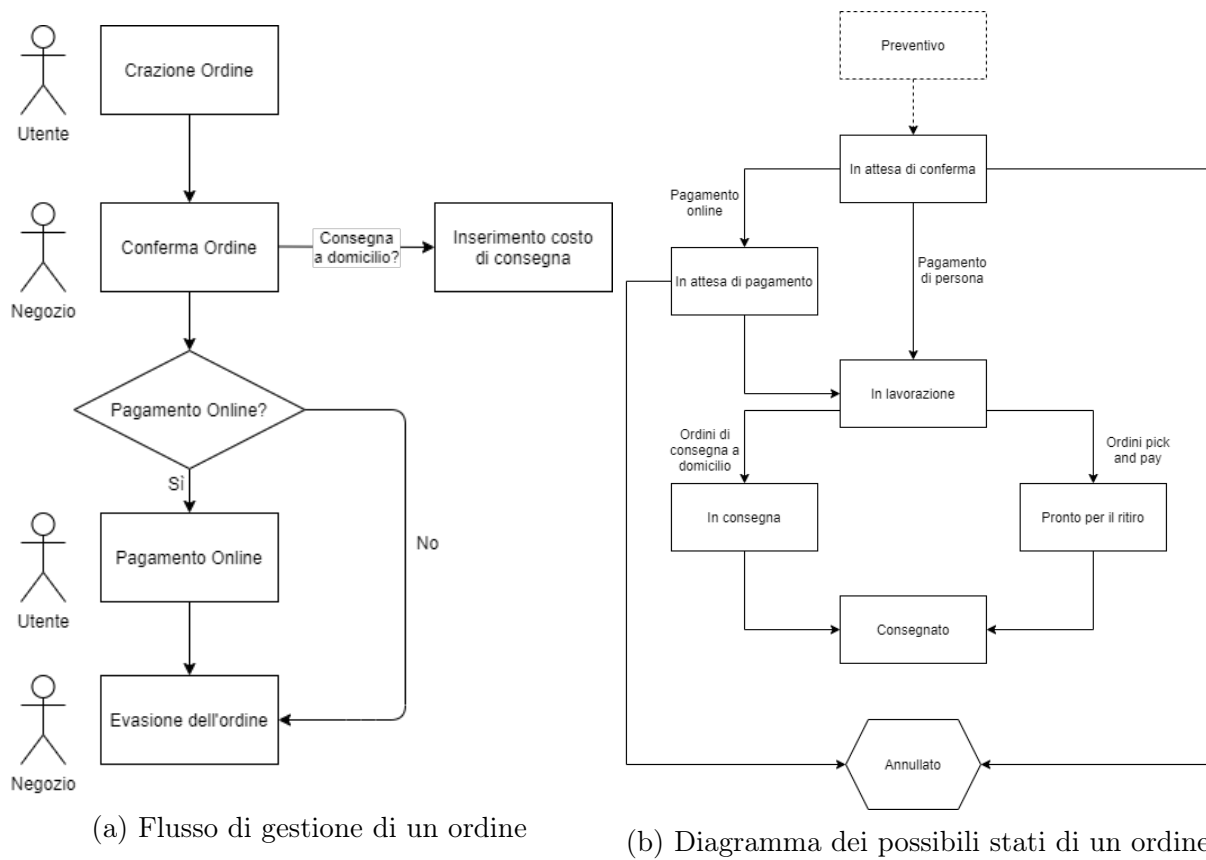 Crazione Ordine
Utente
Conferma Ordine
Negozio
Consegna
a domicilio?
Inserimento costo
di consegna
Pagamento Online?
Sì
No
Pagamento Online
Utente
Evasione dell'ordine
Negozio
(a) Flusso di gestione di un ordine
Preventivo
In attesa di conferma
Pagamento
online
Pagamento
di persona
In attesa di pagamento
In lavorazione
Ordini di
consegna a
domicilio
Ordini pick
and pay
In consegna
Pronto per il ritiro
Consegnato
Annullato
(b) Diagramma dei possibili stati di un ordine